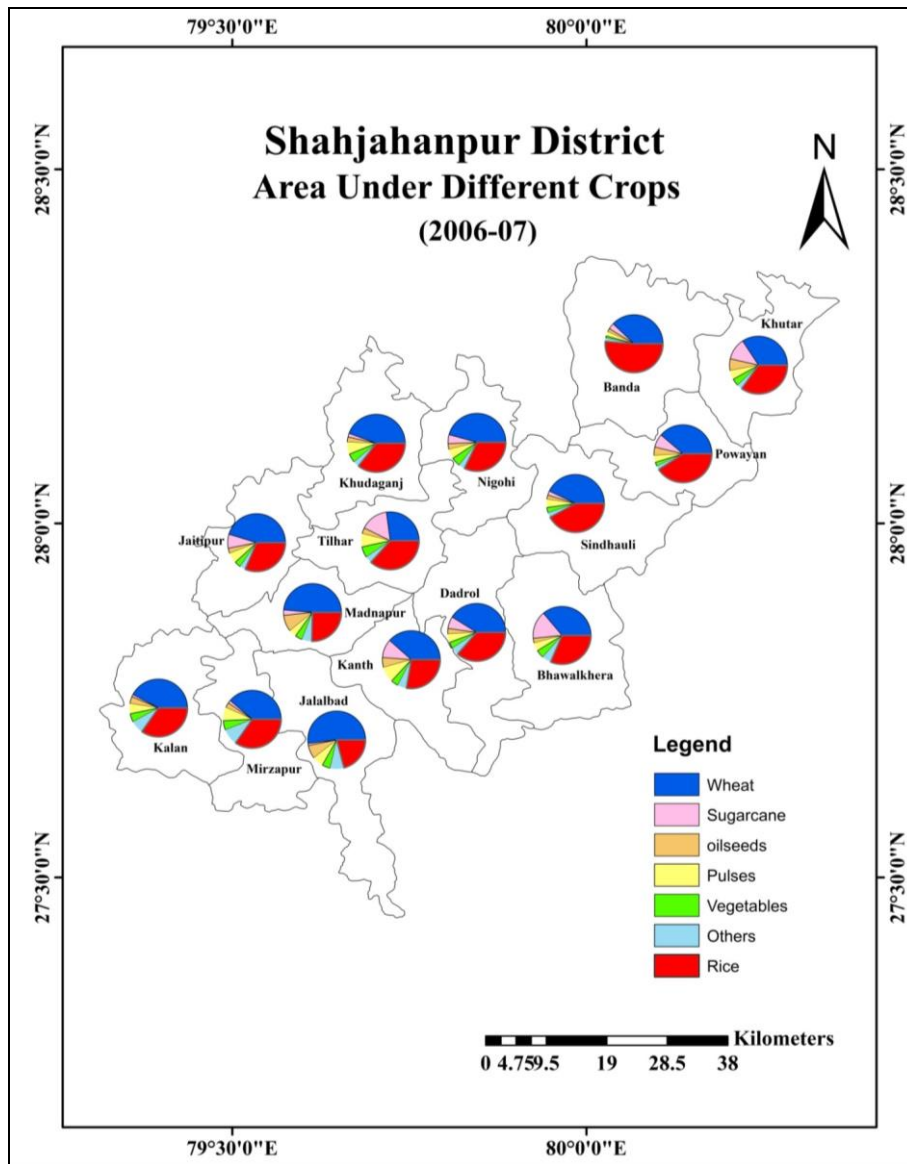 79°30'0"E 80°0'0"E
Shahjahanpur District
Area Under Different Crops
(2006-07)
N
28°30'0"N 28°30'0"N
Khutar
Banda
Powayan
Khudaganj
Nigohi
28°0'0"N 28°0'0"N
Jaitipur
Tilhar
Sindhauli
Dadrol
Madnapur
Kanth
Bhawalkhera
Jalalbad
Kalan
Mirzapur
Legend
Wheat
Sugarcane
oilseeds
Pulses
Vegetables
Others
Rice
27°30'0"N 27°30'0"N
Kilometers
0 4.75 9.5 19 28.5 38
79°30'0"E 80°0'0"E